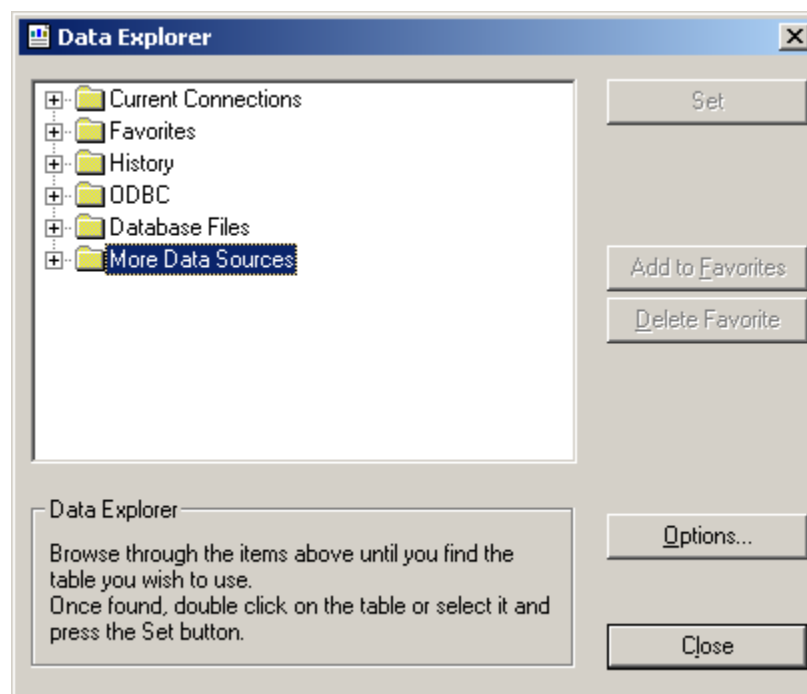 Data Explorer
Current Connections
Favorites
History
ODBC
Database Files
More Data Sources
Set
Add to Favorites
Delete Favorite
Data Explorer
Browse through the items above until you find the
table you wish to use.
Once found, double click on the table or select it and
press the Set button.
Options...
Close